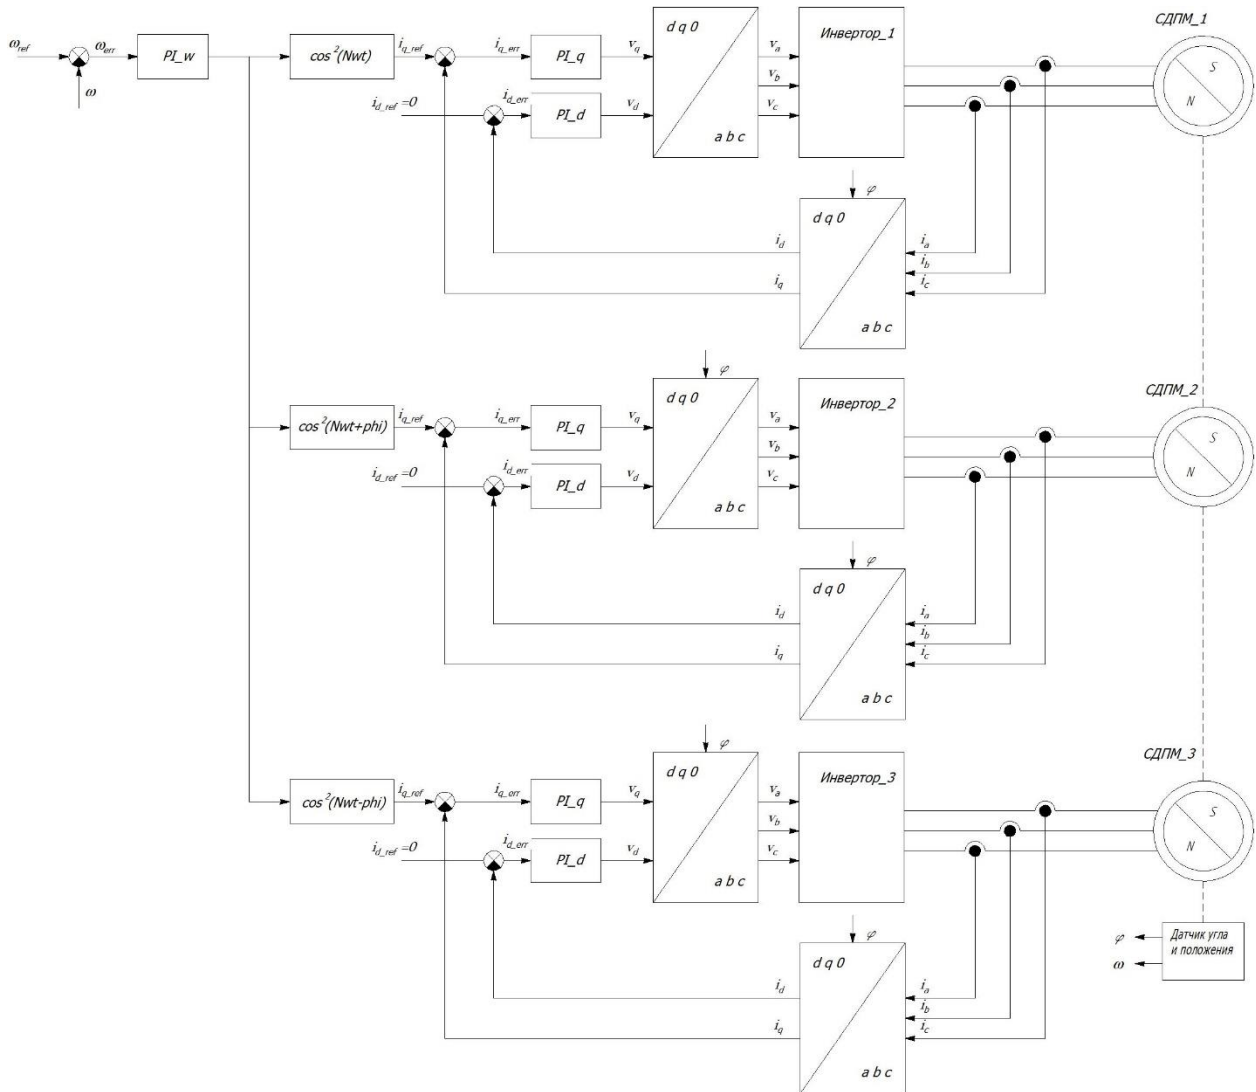 ω_ref
ω_err
ω
PI_w
cos²(Nwt)
i_q_ref
i_q_err
PI_q
v_q
i_d_ref=0
i_d_err
PI_d
v_d
d q 0
a b c
v_a
v_b
v_c
Инвертор_1
СДПМ_1
S
N
φ
d q 0
a b c
i_d
i_q
i_a
i_b
i_c
φ
cos²(Nwt+phi)
i_q_ref
i_q_err
PI_q
v_q
i_d_ref=0
i_d_err
PI_d
v_d
d q 0
a b c
v_a
v_b
v_c
Инвертор_2
СДПМ_2
S
N
φ
d q 0
a b c
i_d
i_q
i_a
i_b
i_c
φ
cos²(Nwt-phi)
i_q_ref
i_q_err
PI_q
v_q
i_d_ref=0
i_d_err
PI_d
v_d
d q 0
a b c
v_a
v_b
v_c
Инвертор_3
СДПМ_3
S
N
φ
d q 0
a b c
i_d
i_q
i_a
i_b
i_c
φ
ω
Датчик угла
и положения